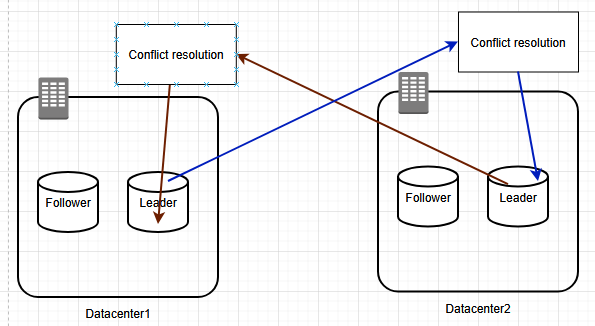 Conflict resolution
Conflict resolution
Follower
Leader
Follower
Leader
Datacenter1
Datacenter2